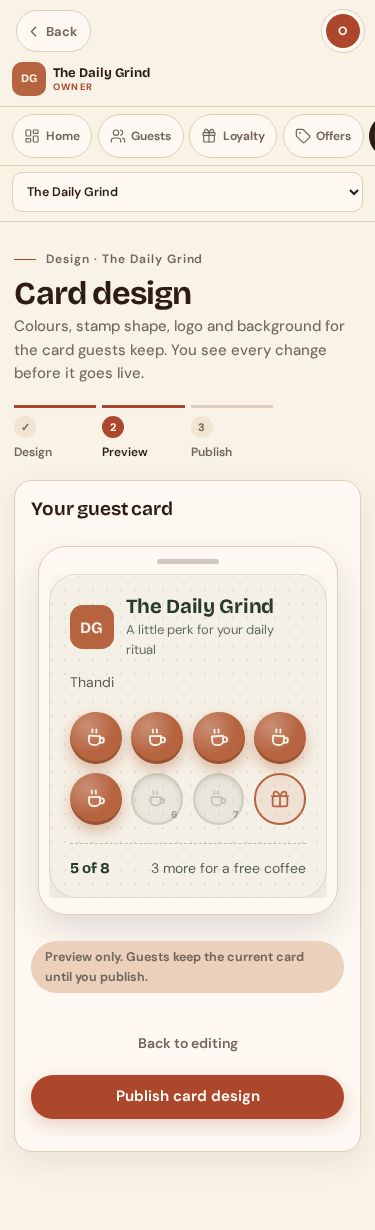 Back
O
DG
The Daily Grind
OWNER
Home
Guests
Loyalty
Offers
The Daily Grind
Design · The Daily Grind
Card design
Colours, stamp shape, logo and background for
the card guests keep. You see every change
before it goes live.
✓
2
3
Design
Preview
Publish
Your guest card
DG
The Daily Grind
A little perk for your daily
ritual
Thandi
6
7
5 of 8
3 more for a free coffee
Preview only. Guests keep the current card
until you publish.
Back to editing
Publish card design